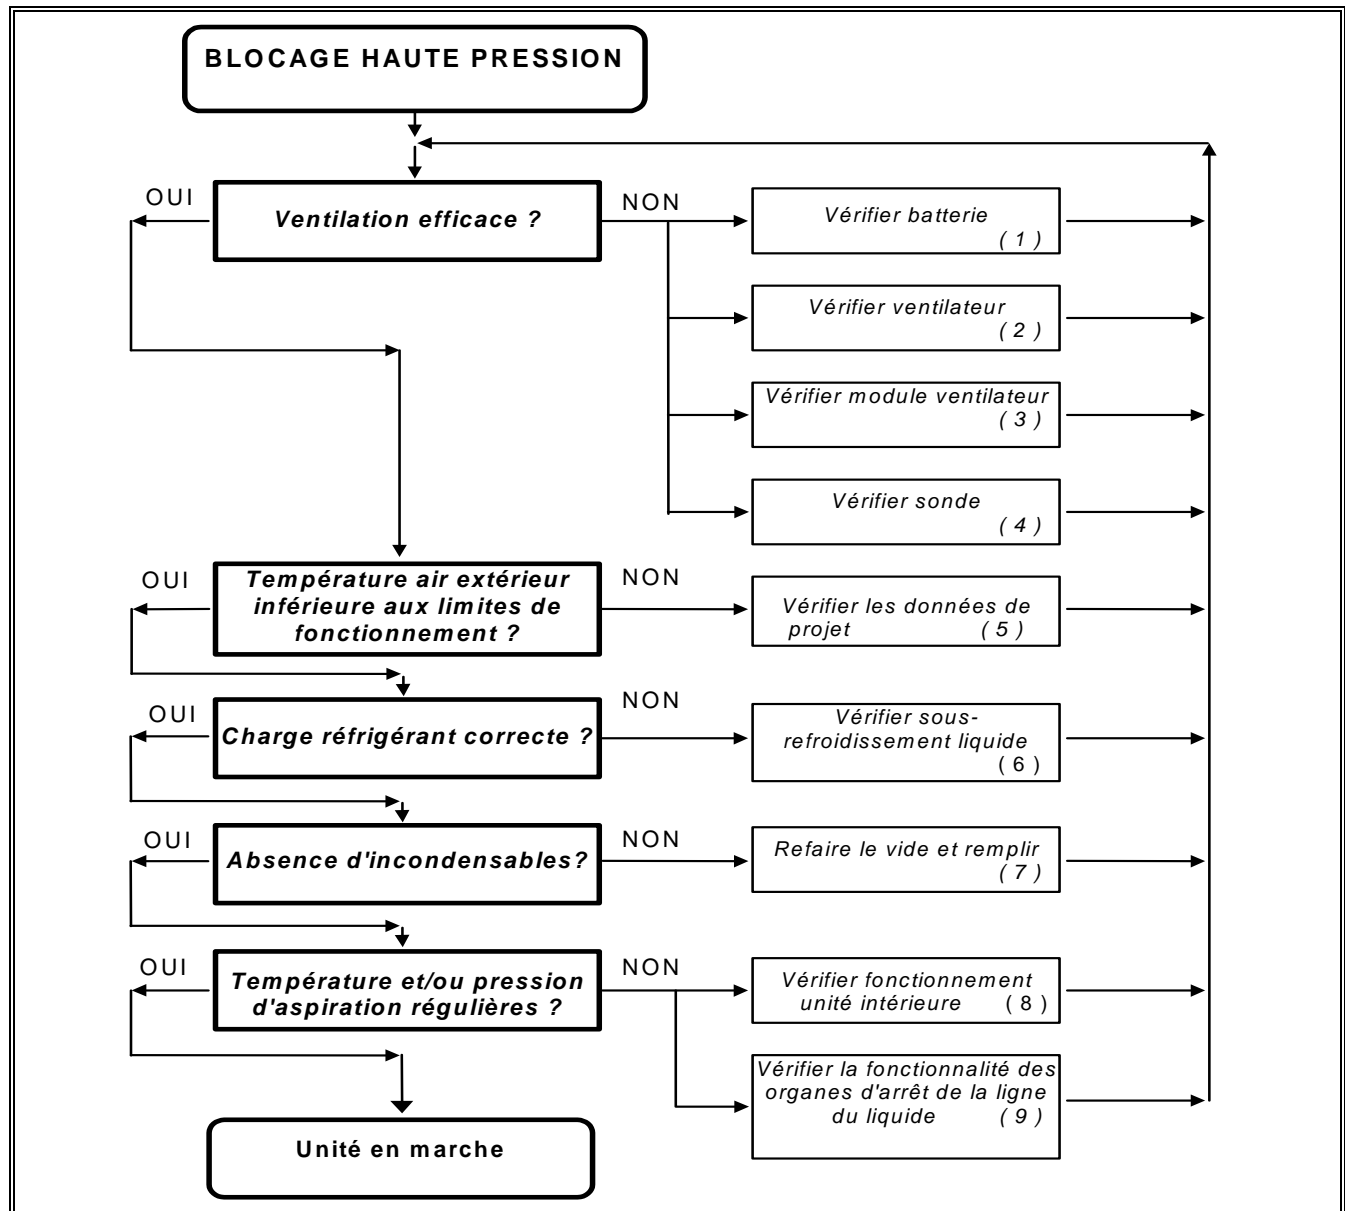 BLOCAGE HAUTE PRESSION
OUI
Ventilation efficace ?
NON
Vérifier batterie
(1)
Vérifier ventilateur
(2)
Vérifier module ventilateur
(3)
Vérifier sonde
(4)
OUI
Température air extérieur
inférieure aux limites de
fonctionnement ?
NON
Vérifier les données de
projet (5)
OUI
Charge réfrigérant correcte ?
NON
Vérifier sous-
refroidissement liquide
(6)
OUI
Absence d'incondensables?
NON
Refaire le vide et remplir
(7)
OUI
Température et/ou pression
d'aspiration régulières ?
NON
Vérifier fonctionnement
unité intérieure (8)
Vérifier la fonctionnalité des
organes d'arrêt de la ligne
du liquide (9)
Unité en marche